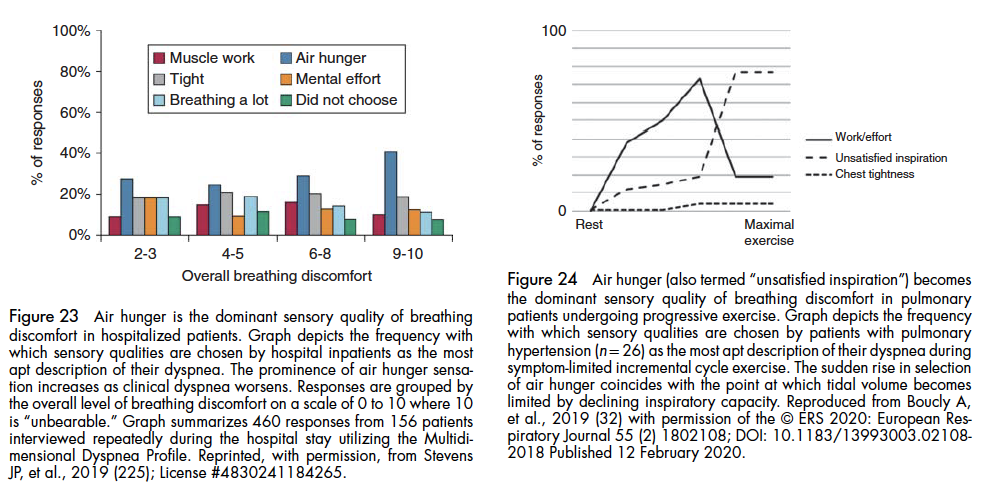 100%
80%
60%
40%
20%
0%
% of responses
Muscle work
Air hunger
Tight
Mental effort
Breathing a lot
Did not choose
2-3
4-5
6-8
9-10
Overall breathing discomfort
Figure 23 Air hunger is the dominant sensory quality of breathing
discomfort in hospitalized patients. Graph depicts the frequency with
which sensory qualities are chosen by hospital inpatients as the most
apt description of their dyspnea. The prominence of air hunger sensa-
tion increases as clinical dyspnea worsens. Responses are grouped by
the overall level of breathing discomfort on a scale of 0 to 10 where 10
is “unbearable.” Graph summarizes 460 responses from 156 patients
interviewed repeatedly during the hospital stay utilizing the Multidi-
mensional Dyspnea Profile. Reprinted, with permission, from Stevens
JP, et al., 2019 (225); License #4830241184265.
100
0
% of responses
Rest
Maximal
exercise
Work/effort
Unsatisfied inspiration
Chest tightness
Figure 24 Air hunger (also termed “unsatisfied inspiration”) becomes
the dominant sensory quality of breathing discomfort in pulmonary
patients undergoing progressive exercise. Graph depicts the frequency
with which sensory qualities are chosen by patients with pulmonary
hypertension (n = 26) as the most apt description of their dyspnea during
symptom-limited incremental cycle exercise. The sudden rise in selection
of air hunger coincides with the point at which tidal volume becomes
limited by declining inspiratory capacity. Reproduced from Boucly A,
et al., 2019 (32) with permission of the © ERS 2020: European Res-
piratory Journal 55 (2) 1802108; DOI: 10.1183/13993003.02108-
2018 Published 12 February 2020.